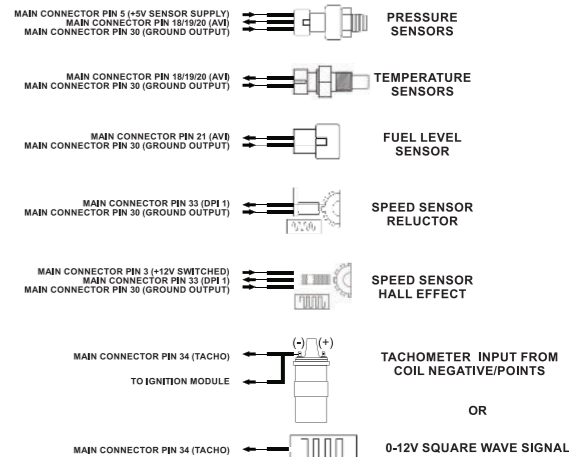 MAIN CONNECTOR PIN 5 (+5V SENSOR SUPPLY)
MAIN CONNECTOR PIN 18/19/20 (AVI)
MAIN CONNECTOR PIN 30 (GROUND OUTPUT)
PRESSURE
SENSORS
MAIN CONNECTOR PIN 18/19/20 (AVI)
MAIN CONNECTOR PIN 30 (GROUND OUTPUT)
TEMPERATURE
SENSORS
MAIN CONNECTOR PIN 21 (AVI)
MAIN CONNECTOR PIN 30 (GROUND OUTPUT)
FUEL LEVEL
SENSOR
MAIN CONNECTOR PIN 33 (DPI 1)
MAIN CONNECTOR PIN 30 (GROUND OUTPUT)
SPEED SENSOR
RELUCTOR
MAIN CONNECTOR PIN 3 (+12V SWITCHED)
MAIN CONNECTOR PIN 33 (DPI 1)
MAIN CONNECTOR PIN 30 (GROUND OUTPUT)
SPEED SENSOR
HALL EFFECT
(-) (+)
MAIN CONNECTOR PIN 34 (TACHO)
TO IGNITION MODULE
TACHOMETER INPUT FROM
COIL NEGATIVE/POINTS
OR
MAIN CONNECTOR PIN 34 (TACHO)
0-12V SQUARE WAVE SIGNAL